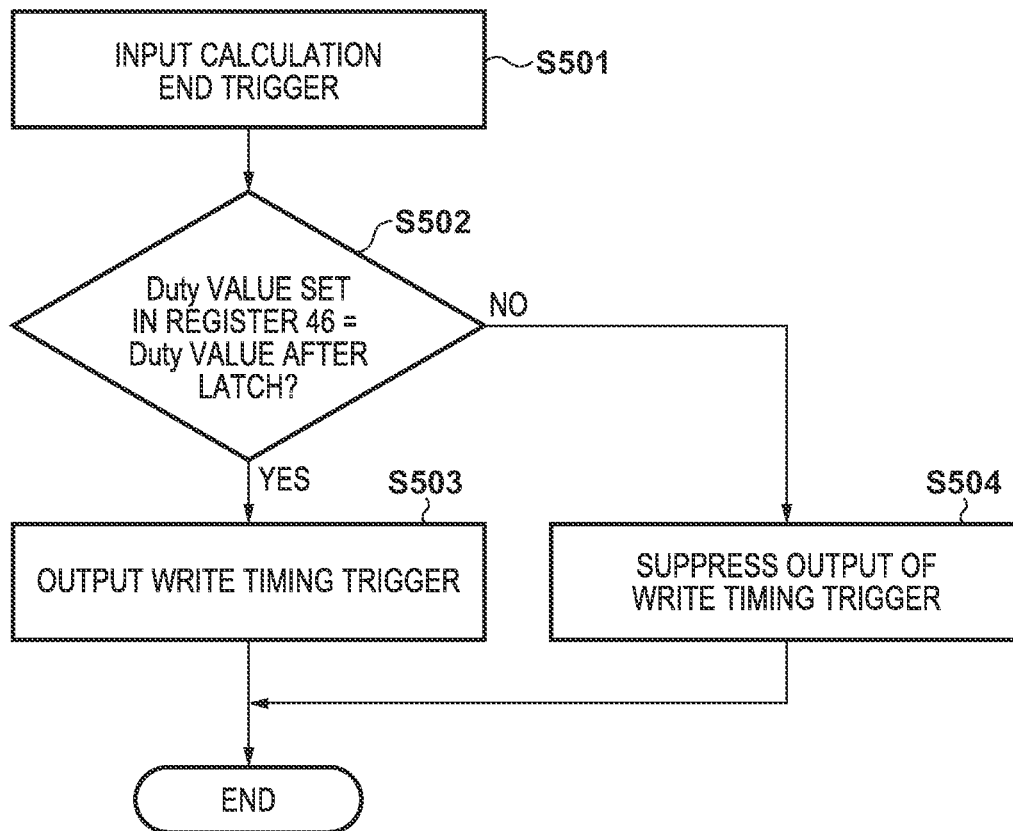 INPUT CALCULATION
END TRIGGER
S501
S502
Duty VALUE SET
IN REGISTER 46 =
Duty VALUE AFTER
LATCH?
NO
YES
S503
S504
OUTPUT WRITE TIMING TRIGGER
SUPPRESS OUTPUT OF
WRITE TIMING TRIGGER
END